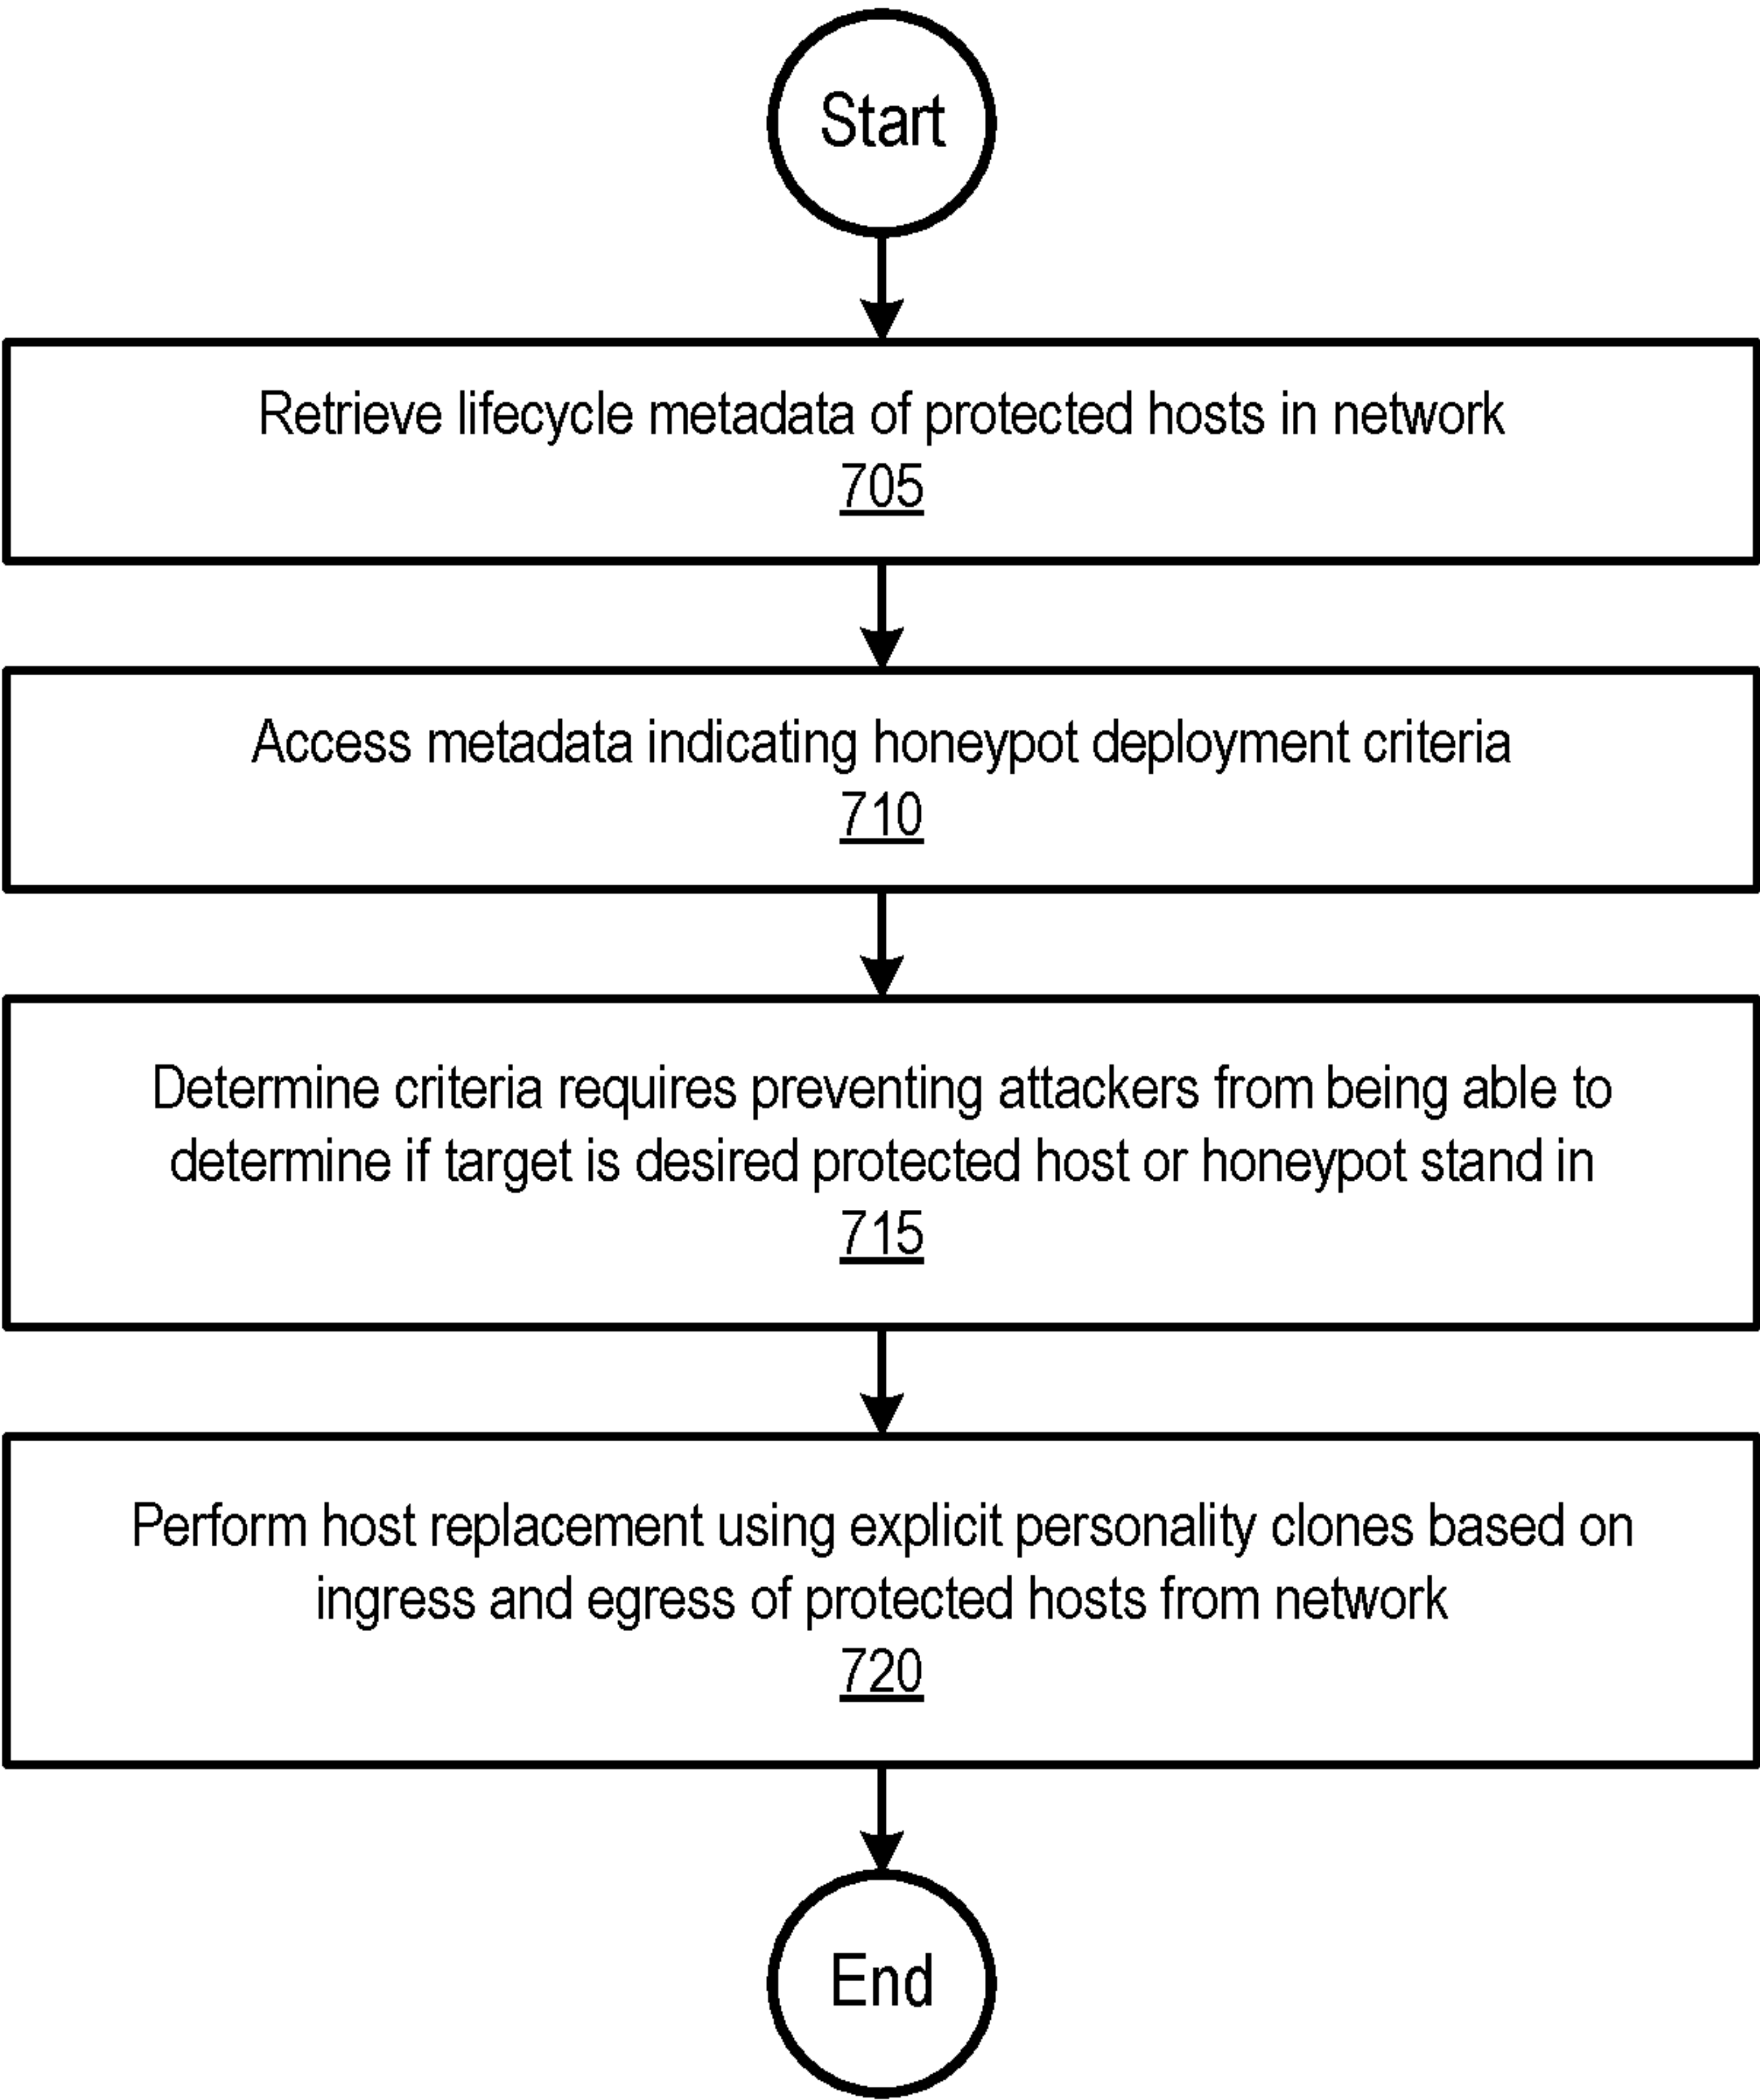 Start
Retrieve lifecycle metadata of protected hosts in network
705
Access metadata indicating honeypot deployment criteria
710
Determine criteria requires preventing attackers from being able to
determine if target is desired protected host or honeypot stand in
715
Perform host replacement using explicit personality clones based on
ingress and egress of protected hosts from network
720
End